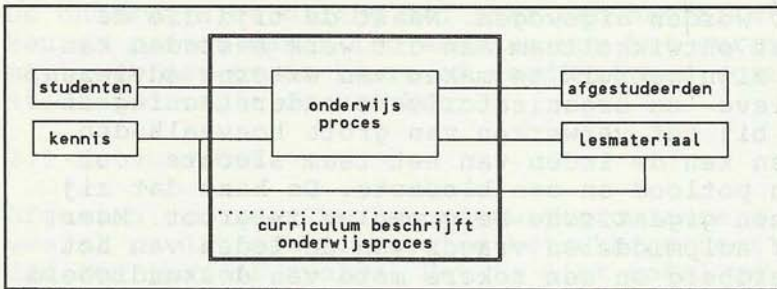 studenten
kennis
onderwijs
proces
afgestudeerden
lesmateriaal
curriculum beschrijft
onderwijsproces